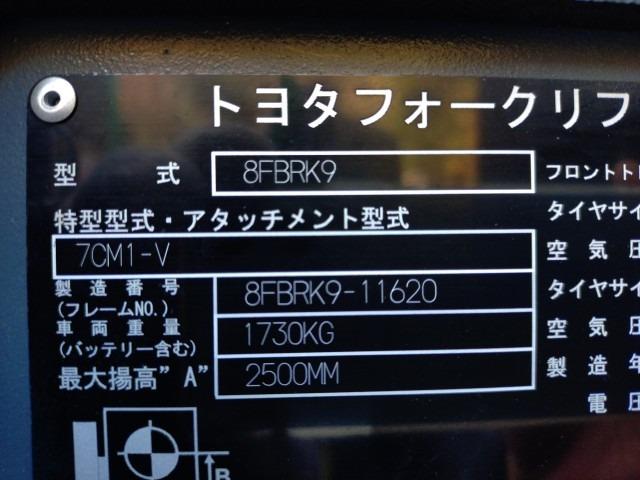 トヨタフォークリフ
型式 8FBRK9
特型型式・アタッチメント型式
7CM1-V
製造番号
(フレームNO.)
8FBRK9-11620
車両重量
(バッテリー含む)
1730KG
最大揚高"A" 2500MM
B
フロントト
タイヤサイ
空気圧
タイヤサイ
空気圧
製造年
電圧